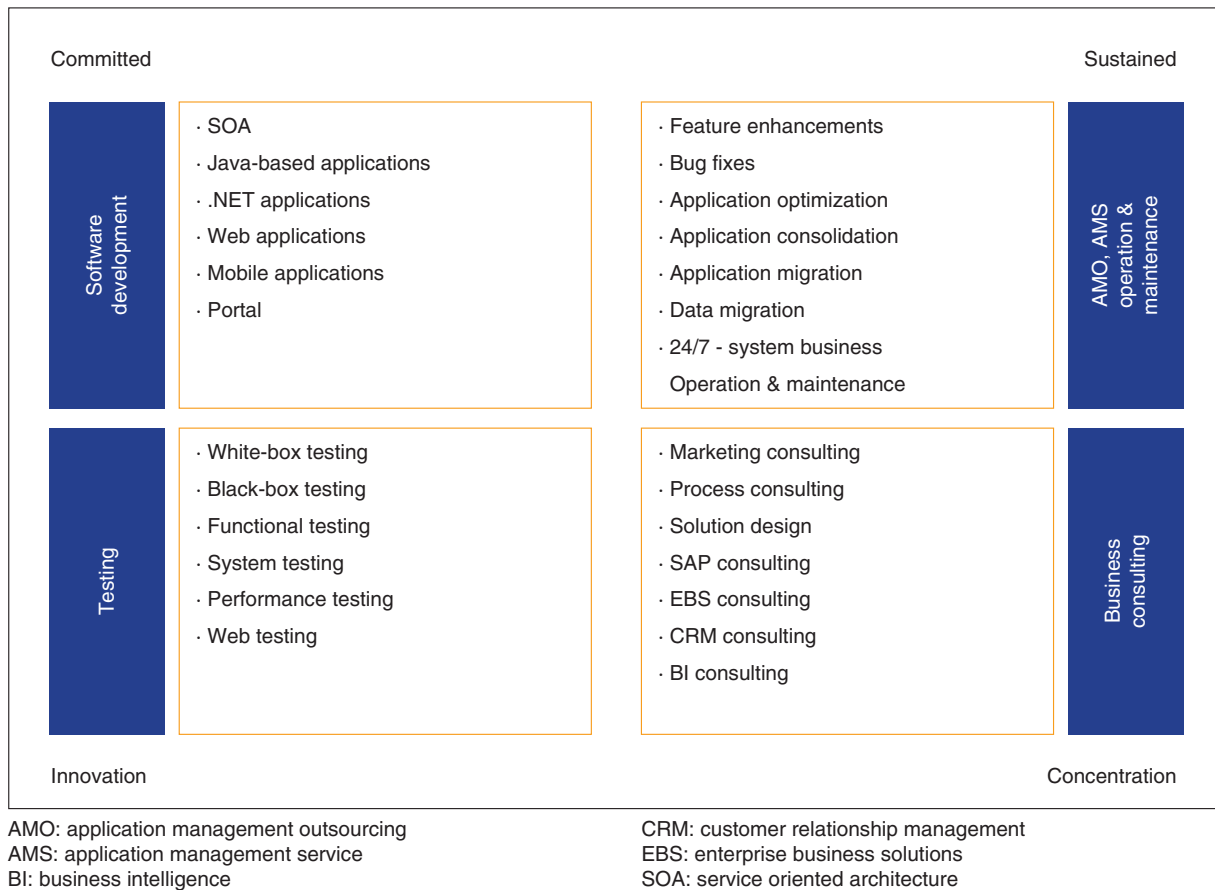 Committed
Sustained
Software
development
· SOA
· Java-based applications
· .NET applications
· Web applications
· Mobile applications
· Portal
· Feature enhancements
· Bug fixes
· Application optimization
· Application consolidation
· Application migration
· Data migration
· 24/7 - system business
Operation & maintenance
AMO, AMS
operation &
maintenance
Testing
· White-box testing
· Black-box testing
· Functional testing
· System testing
· Performance testing
· Web testing
· Marketing consulting
· Process consulting
· Solution design
· SAP consulting
· EBS consulting
· CRM consulting
· BI consulting
Business
consulting
Innovation
Concentration
AMO: application management outsourcing
AMS: application management service
BI: business intelligence
CRM: customer relationship management
EBS: enterprise business solutions
SOA: service oriented architecture